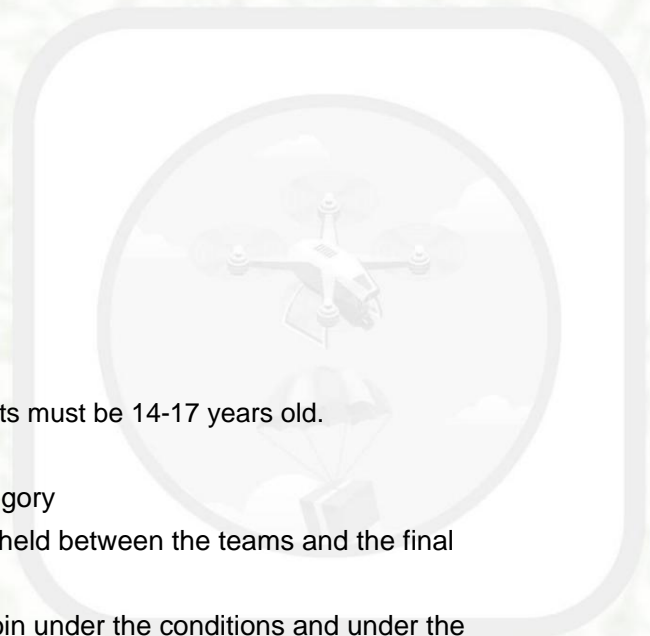 ts must be 14-17 years old.
gory
held between the teams and the final
oin under the conditions and under the